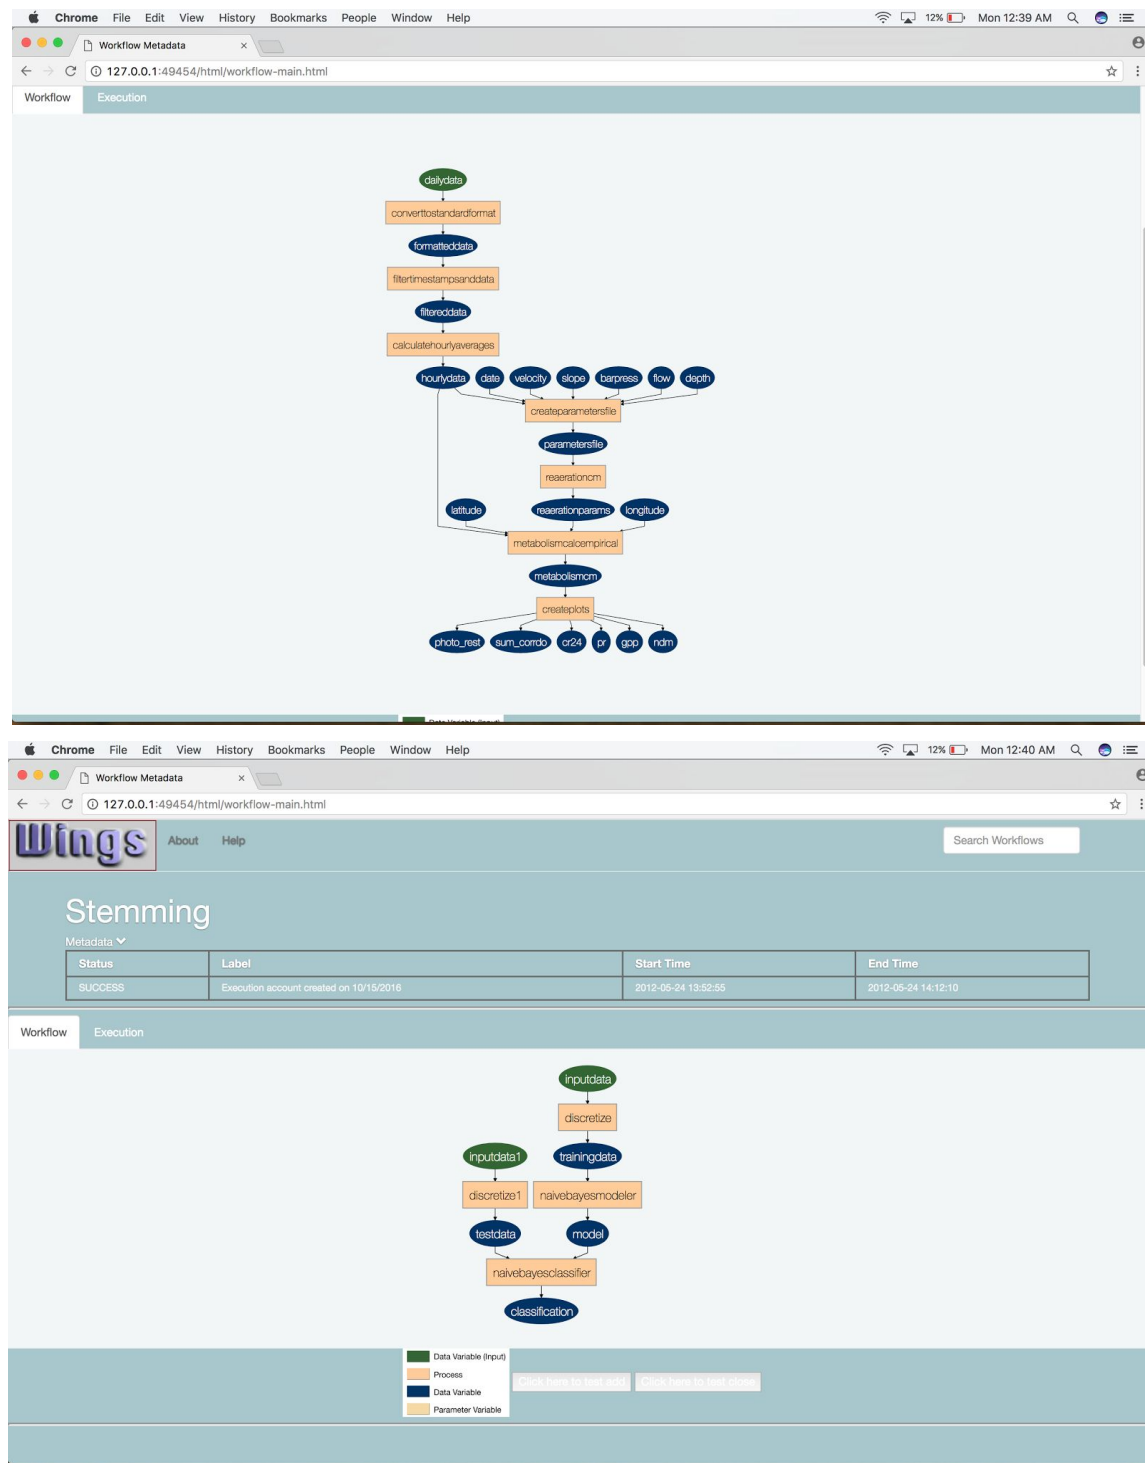 Chrome File Edit View History Bookmarks People Window Help 12% Mon 12:39 AM
Workflow Metadata
127.0.0.1:49454/html/workflow-main.html
Workflow Execution
dailydata
converttostandardformat
formatteddata
filtertimestampsanddata
filtereddata
calculatehourlyaverages
hourlydata date velocity slope barpress flow depth
createparametersfile
parametersfile
reaerationcm
latitude reaerationparams longitude
metabolismcalcempirical
metabolismcm
createplots
photo_rest sum_corrdo cr24 pr gpp ndm
Data Variable (Input)
Chrome File Edit View History Bookmarks People Window Help 12% Mon 12:40 AM
Workflow Metadata
127.0.0.1:49454/html/workflow-main.html
Wings About Help Search Workflows
Stemming
Metadata
Status Label Start Time End Time
SUCCESS Execution account created on 10/15/2016 2012-05-24 13:52:55 2012-05-24 14:12:10
Workflow Execution
inputdata
discretize
inputdata1 trainingdata
discretize1 naivebayesmodeler
testdata model
naivebayesclassifier
classification
Data Variable (Input)
Process
Click here to test add Click here to test close
Data Variable
Parameter Variable